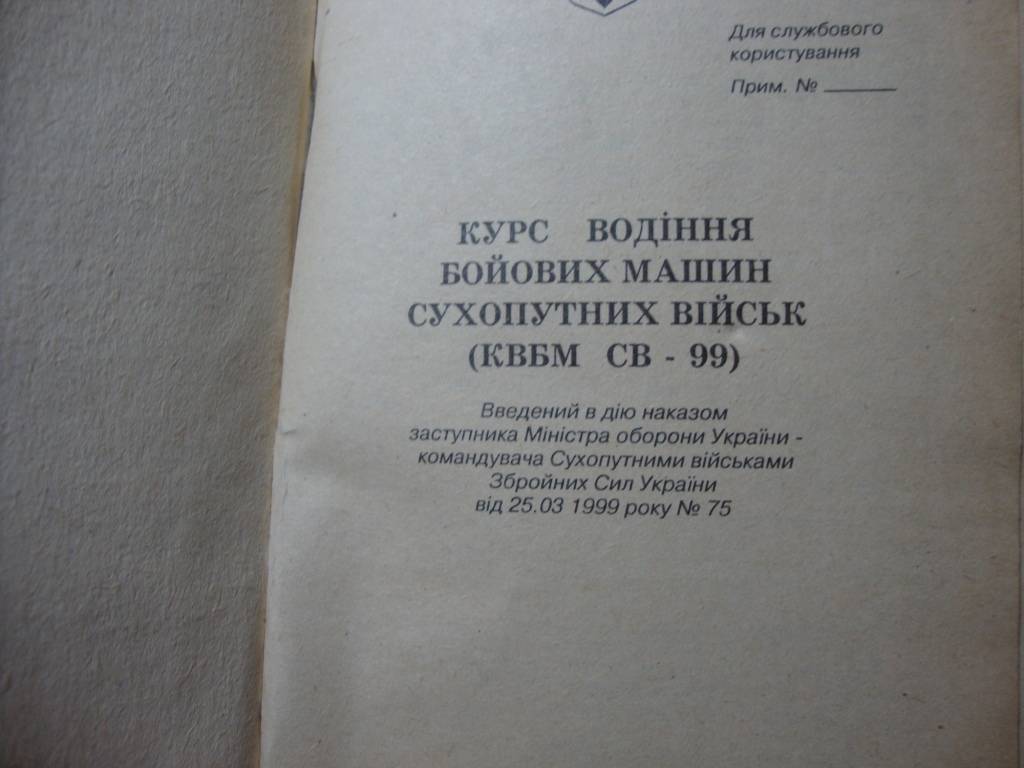 Для службового
користування
Прим. № ______
КУРС ВОДІННЯ
БОЙОВИХ МАШИН
СУХОПУТНИХ ВІЙСЬК
(КВБМ СВ - 99)
Введений в дію наказом
заступника Міністра оборони України -
командувача Сухопутними військами
Збройних Сил України
від 25.03 1999 року № 75